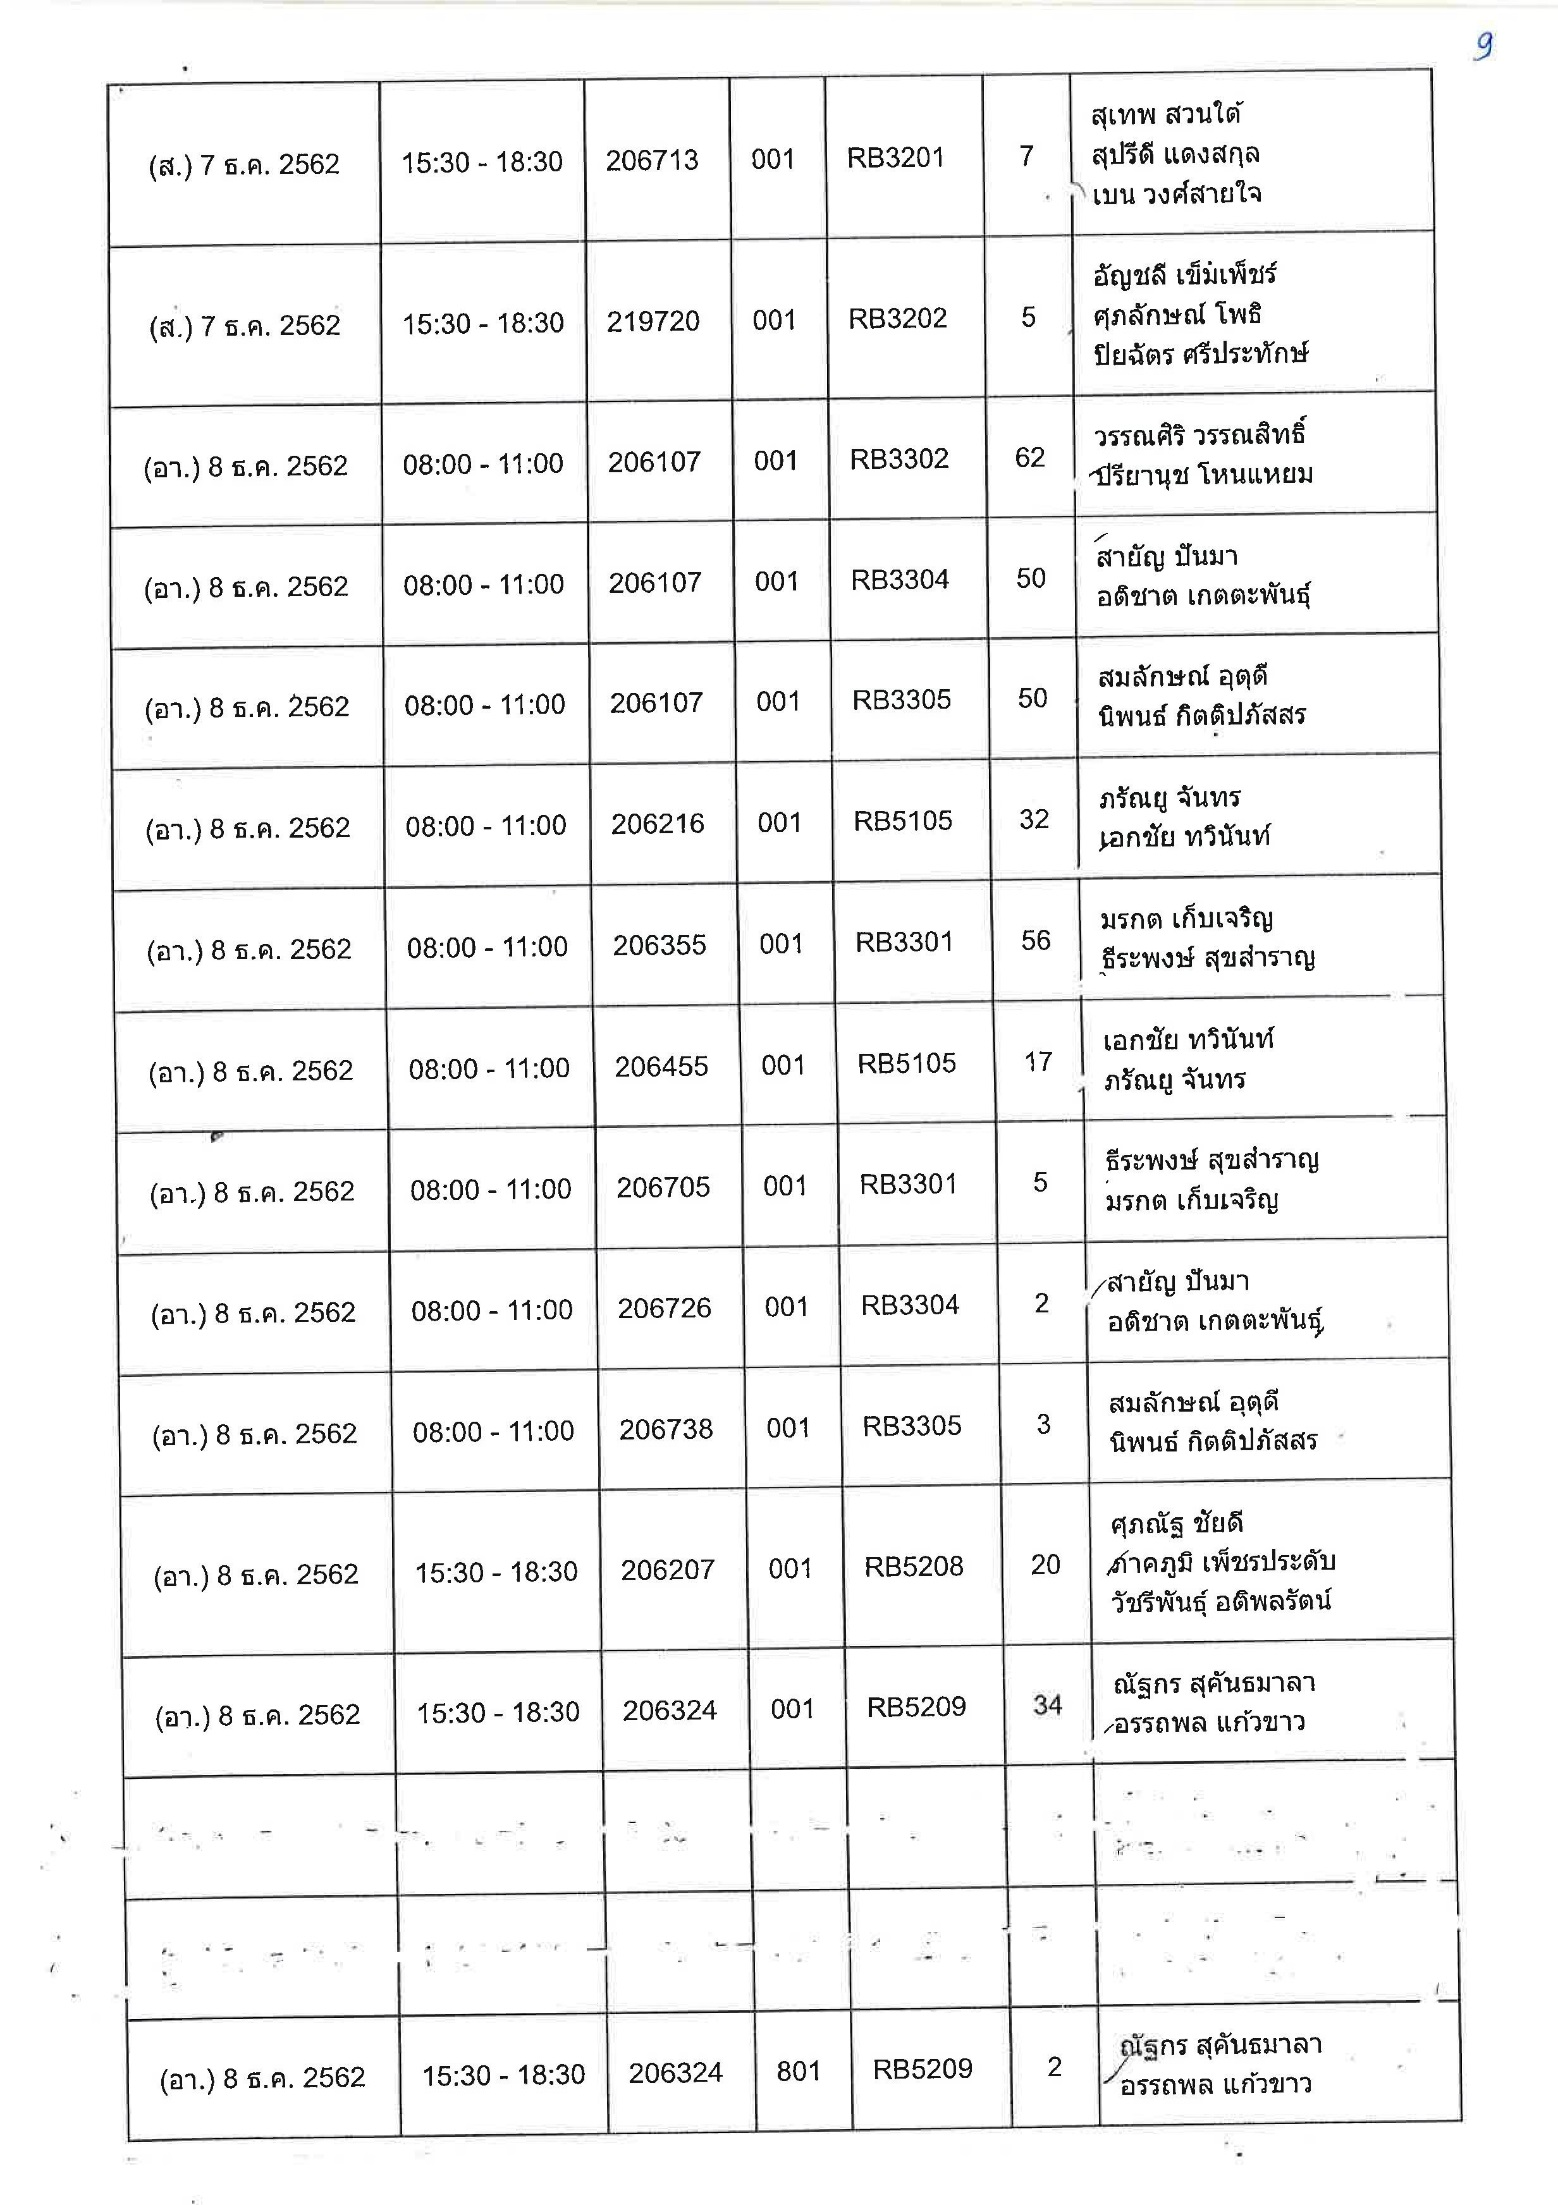 9
(ส.) 7 ธ.ค. 2562 15:30 - 18:30 206713 001 RB3201 7 สุเทพ สวนใต้
สุปรีดี แดงสกุล
เบน วงศ์สายใจ
(ส.) 7 ธ.ค. 2562 15:30 - 18:30 219720 001 RB3202 5 อัญชลี เข็มเพ็ชร์
ศุภลักษณ์ โพธิ
ปิยฉัตร ศรีประทักษ์
(อา.) 8 ธ.ค. 2562 08:00 - 11:00 206107 001 RB3302 62 วรรณศิริ วรรณสิทธิ์
ปรียานุช โหนแหยม
(อา.) 8 ธ.ค. 2562 08:00 - 11:00 206107 001 RB3304 50 สายัญ ปันมา
อติชาต เกตตะพันธุ์
(อา.) 8 ธ.ค. 2562 08:00 - 11:00 206107 001 RB3305 50 สมลักษณ์ อุตุดี
นิพนธ์ กิตติปภัสสร
(อา.) 8 ธ.ค. 2562 08:00 - 11:00 206216 001 RB5105 32 ภรัณยู จันทร
เอกชัย ทวินันท์
(อา.) 8 ธ.ค. 2562 08:00 - 11:00 206355 001 RB3301 56 มรกต เก็บเจริญ
ธีระพงษ์ สุขสำราญ
(อา.) 8 ธ.ค. 2562 08:00 - 11:00 206455 001 RB5105 17 เอกชัย ทวินันท์
ภรัณยู จันทร
(อา.) 8 ธ.ค. 2562 08:00 - 11:00 206705 001 RB3301 5 ธีระพงษ์ สุขสำราญ
มรกต เก็บเจริญ
(อา.) 8 ธ.ค. 2562 08:00 - 11:00 206726 001 RB3304 2 สายัญ ปันมา
อติชาต เกตตะพันธุ์
(อา.) 8 ธ.ค. 2562 08:00 - 11:00 206738 001 RB3305 3 สมลักษณ์ อุตุดี
นิพนธ์ กิตติปภัสสร
(อา.) 8 ธ.ค. 2562 15:30 - 18:30 206207 001 RB5208 20 ศุภณัฐ ชัยดี
ภาคภูมิ เพ็ชรประดับ
วัชรีพันธุ์ อติพลรัตน์
(อา.) 8 ธ.ค. 2562 15:30 - 18:30 206324 001 RB5209 34 ณัฐกร สุคันธมาลา
อรรถพล แก้วขาว
(อา.) 8 ธ.ค. 2562 15:30 - 18:30 206324 801 RB5209 2 ณัฐกร สุคันธมาลา
อรรถพล แก้วขาว